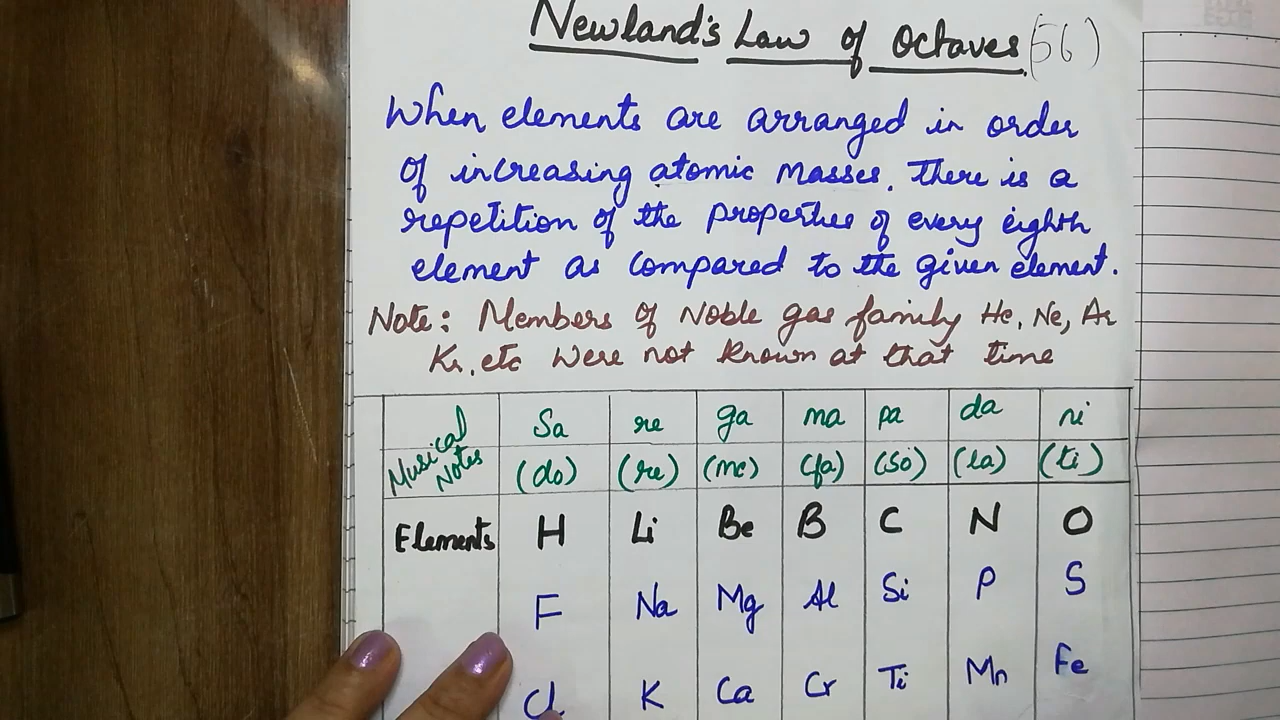 Newland's Law of Octaves (56)
When elements are arranged in order
of increasing atomic masses, there is a
repetition of the properties of every eighth
element as compared to the given element.
Note: Members of Noble gas family He, Ne, Ar
Kr, etc were not known at that time
Musical Notes Sa re ga ma pa da ni
(do) (re) (me) (fa) (so) (la) (ti)
Elements H Li Be B C N O
F Na Mg Al Si P S
Cl K Ca Cr Ti Mn Fe